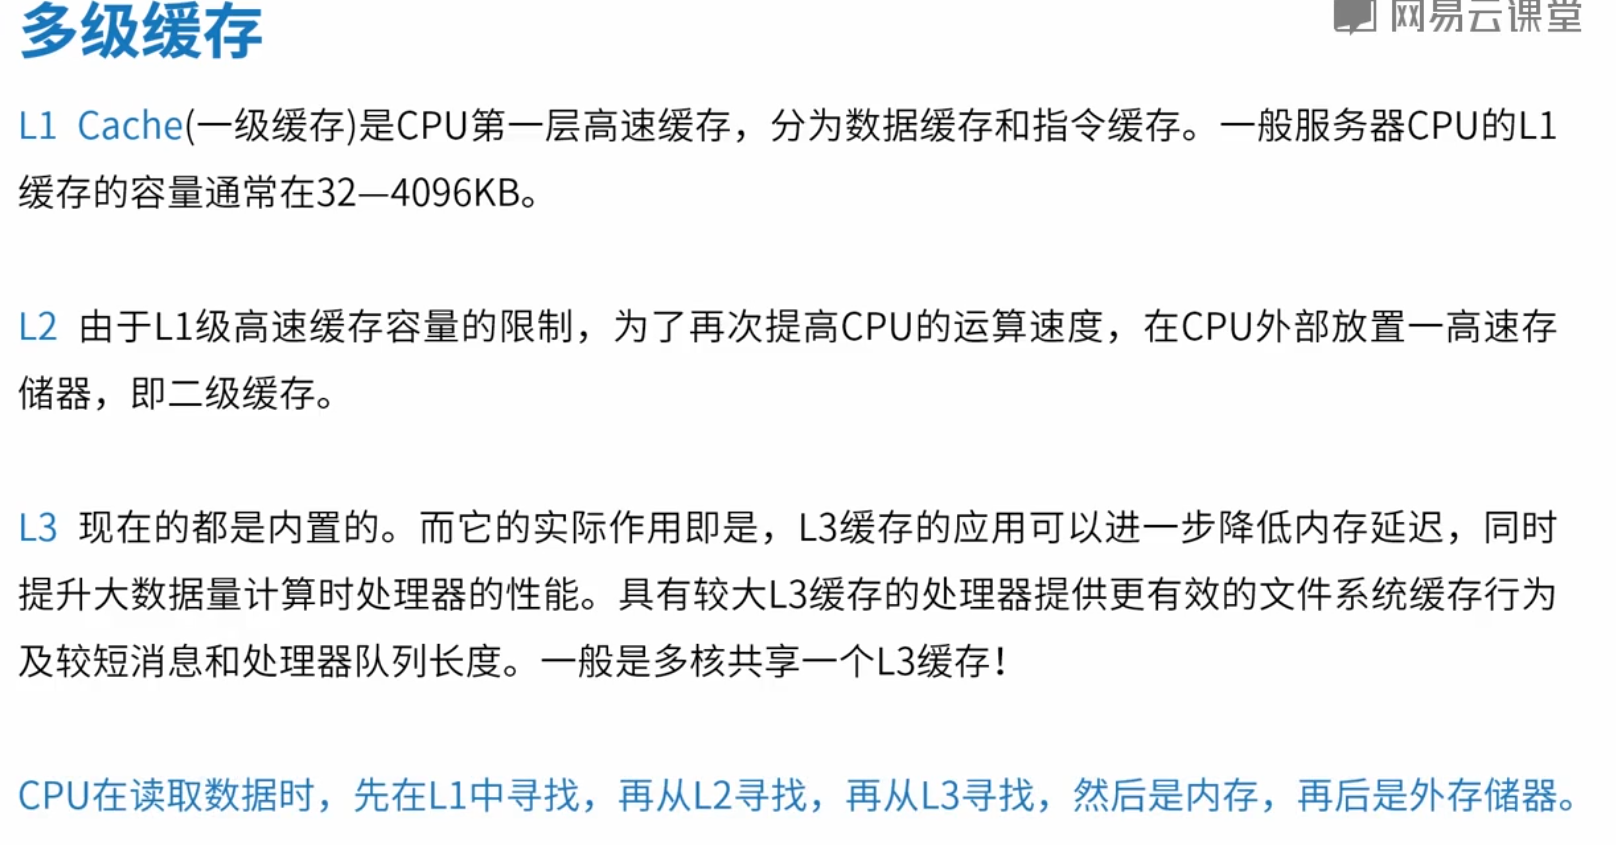 多级缓存
网易云课堂
L1 Cache(一级缓存)是CPU第一层高速缓存，分为数据缓存和指令缓存。一般服务器CPU的L1
缓存的容量通常在32—4096KB。
L2 由于L1级高速缓存容量的限制，为了再次提高CPU的运算速度，在CPU外部放置一高速存
储器，即二级缓存。
L3 现在的都是内置的。而它的实际作用即是，L3缓存的应用可以进一步降低内存延迟，同时
提升大数据量计算时处理器的性能。具有较大L3缓存的处理器提供更有效的文件系统缓存行为
及较短消息和处理器队列长度。一般是多核共享一个L3缓存！
CPU在读取数据时，先在L1中寻找，再从L2寻找，再从L3寻找，然后是内存，再后是外存储器。